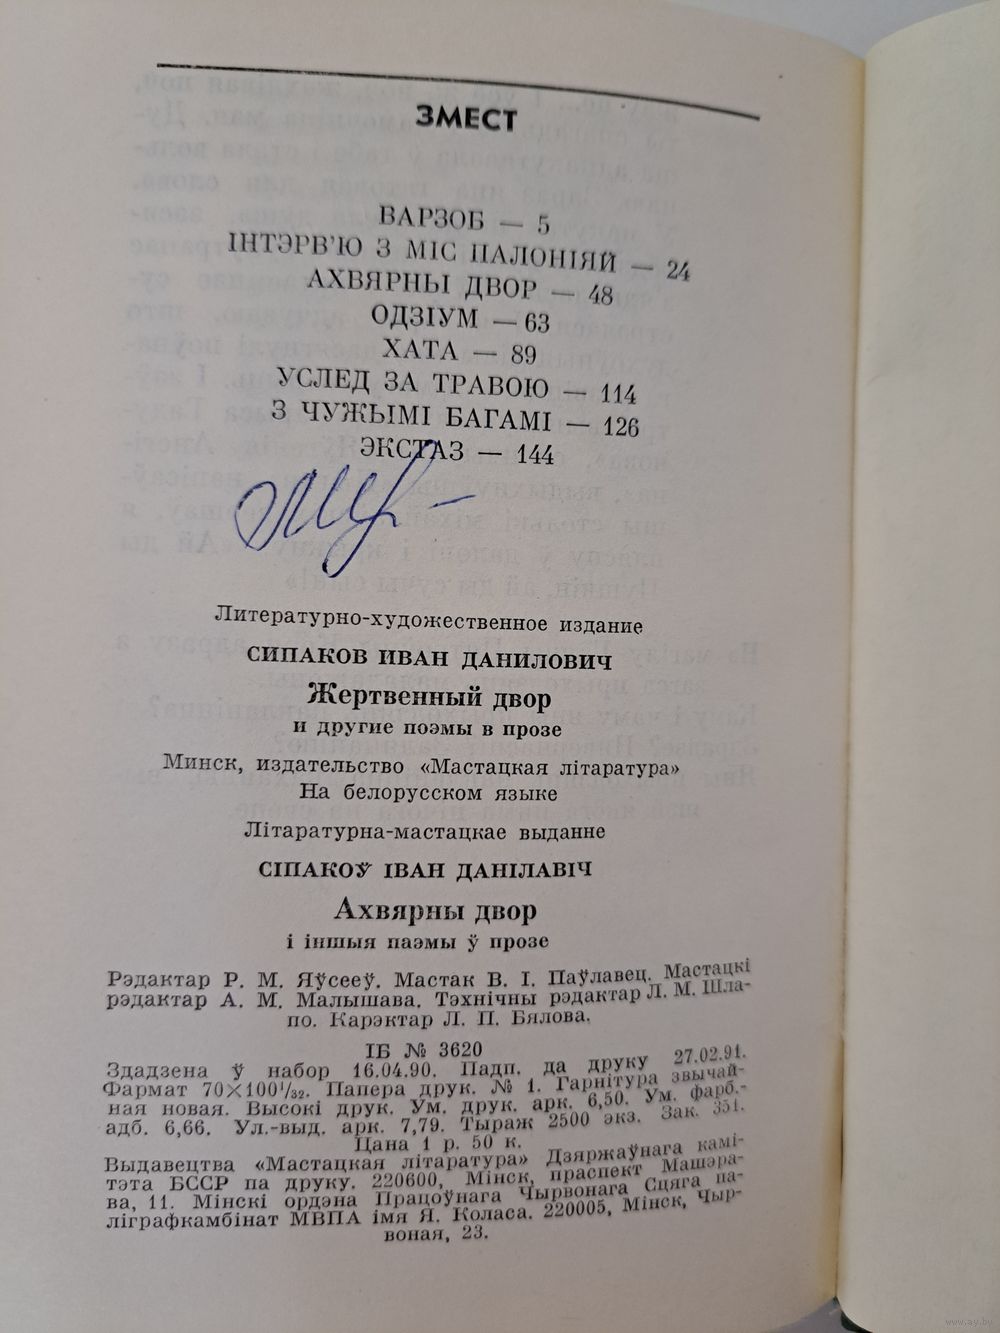 ЗМЕСТ
ВАРЗОБ — 5
ІНТЭРВ'Ю З МІС ПАЛОНІЯЙ — 24
АХВЯРНЫ ДВОР — 48
ОДЗІУМ — 63
ХАТА — 89
УСЛЕД ЗА ТРАВОЮ — 114
З ЧУЖЫМІ БАГАМІ — 126
ЭКСТАЗ — 144
Литературно-художественное издание
СИПАКОВ ИВАН ДАНИЛОВИЧ
Жертвенный двор
и другие поэмы в прозе
Минск, издательство «Мастацкая літаратура»
На белорусском языке
Літаратурна-мастацкае выданне
СІПАКОЎ ІВАН ДАНІЛАВІЧ
Ахвярны двор
і іншыя паэмы ў прозе
Рэдактар Р. М. Яўсееў. Мастак В. І. Паўлавец. Мастацкі
рэдактар А. М. Малышава. Тэхнічны рэдактар Л. М. Шла-
по. Карэктар Л. П. Бялова.
ІБ № 3620
Здадзена ў набор 16.04.90. Падп. да друку 27.02.91.
Фармат 70×100¹/₃₂. Папера друк. № 1. Гарнітура звычай-
ная новая. Высокі друк. Ум. друк. арк. 6,50. Ум. фарб.-
адб. 6,66. Ул.-выд. арк. 7,79. Тыраж 2500 экз. Зак. 351.
Цана 1 р. 50 к.
Выдавецтва «Мастацкая літаратура» Дзяржаўнага камі-
тэта БССР па друку. 220600, Мінск, праспект Машэра-
ва, 11. Мінскі ордэна Працоўнага Чырвонага Сцяга па-
ліграфкамбінат МВПА імя Я. Коласа. 220005, Мінск, Чыр-
воная, 23.
www.ay.by